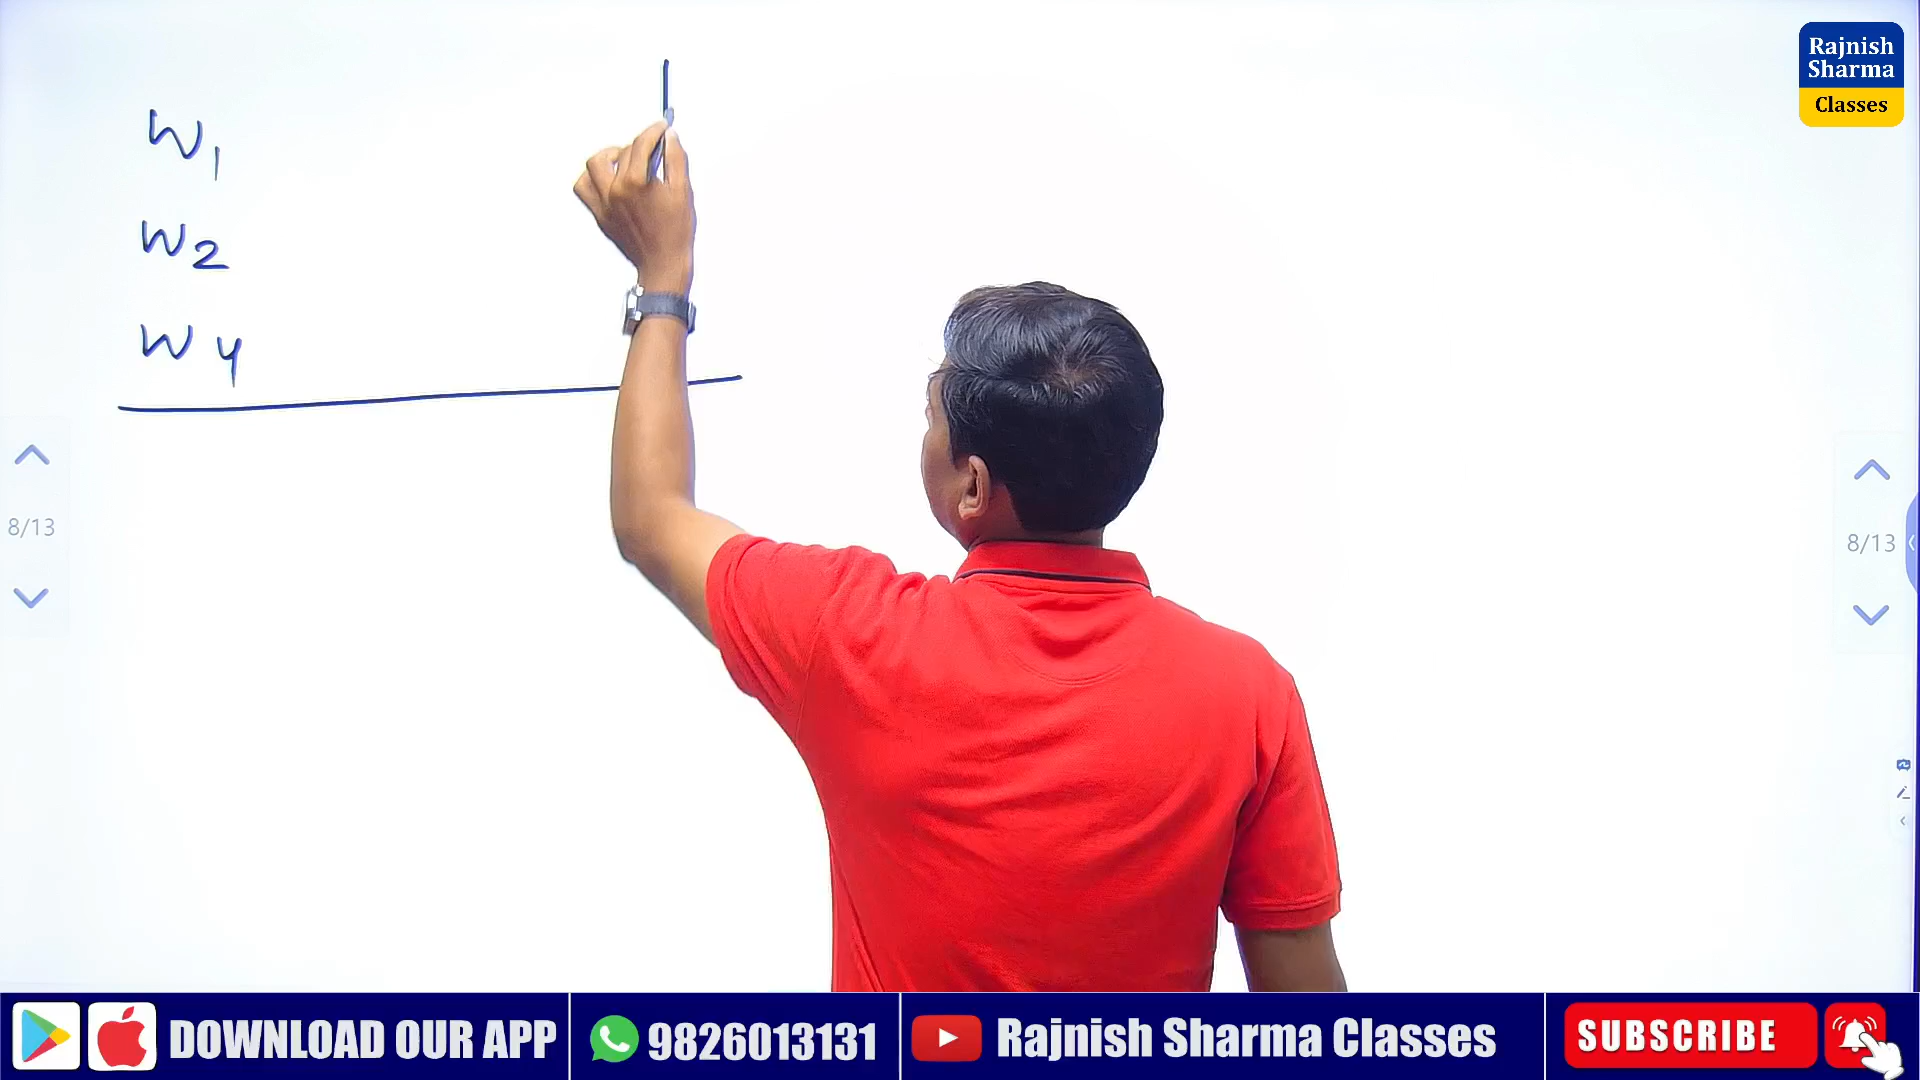 Rajnish
Sharma
Classes
W1
W2
W4
8/13
8/13
DOWNLOAD OUR APP
9826013131
Rajnish Sharma Classes
SUBSCRIBE